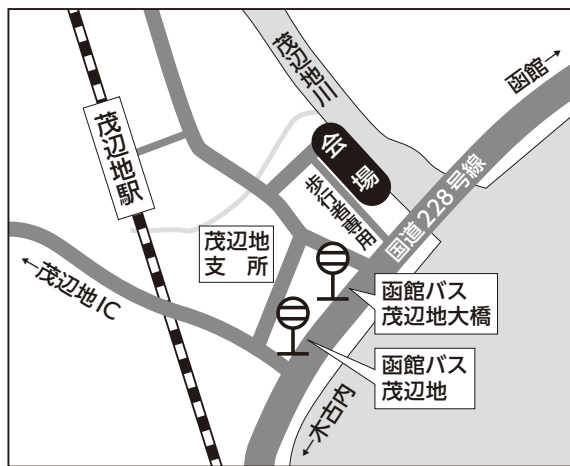 茂辺地川
函館→
茂辺地駅
会場
歩行者専用
国道228号線
茂辺地
支所
←茂辺地IC
函館バス
茂辺地大橋
函館バス
茂辺地
←木古内